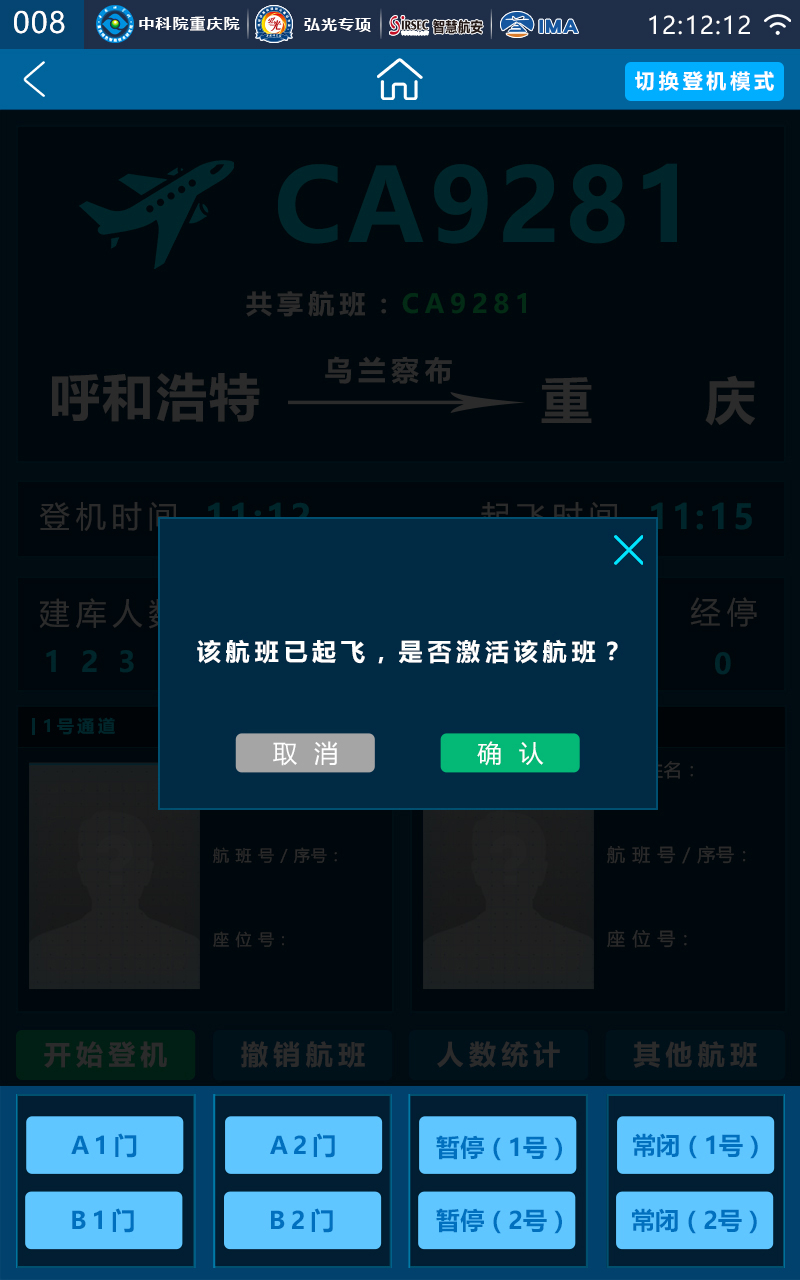 008 中科院重庆院 弘光专项 SiRSEC 智慧航安 IMA 12:12:12
切换登机模式
CA9281
共享航班：CA9281
乌兰察布
呼和浩特 重庆
登机时间 11:12 起飞时间 11:15
建库人数 经停
1 2 3 0
1号通道
该航班已起飞，是否激活该航班？
取消 确认
姓名：
航班号/序号： 航班号/序号：
座位号： 座位号：
开始登机 撤销航班 人数统计 其他航班
A1门 A2门 暂停（1号） 常闭（1号）
B1门 B2门 暂停（2号） 常闭（2号）